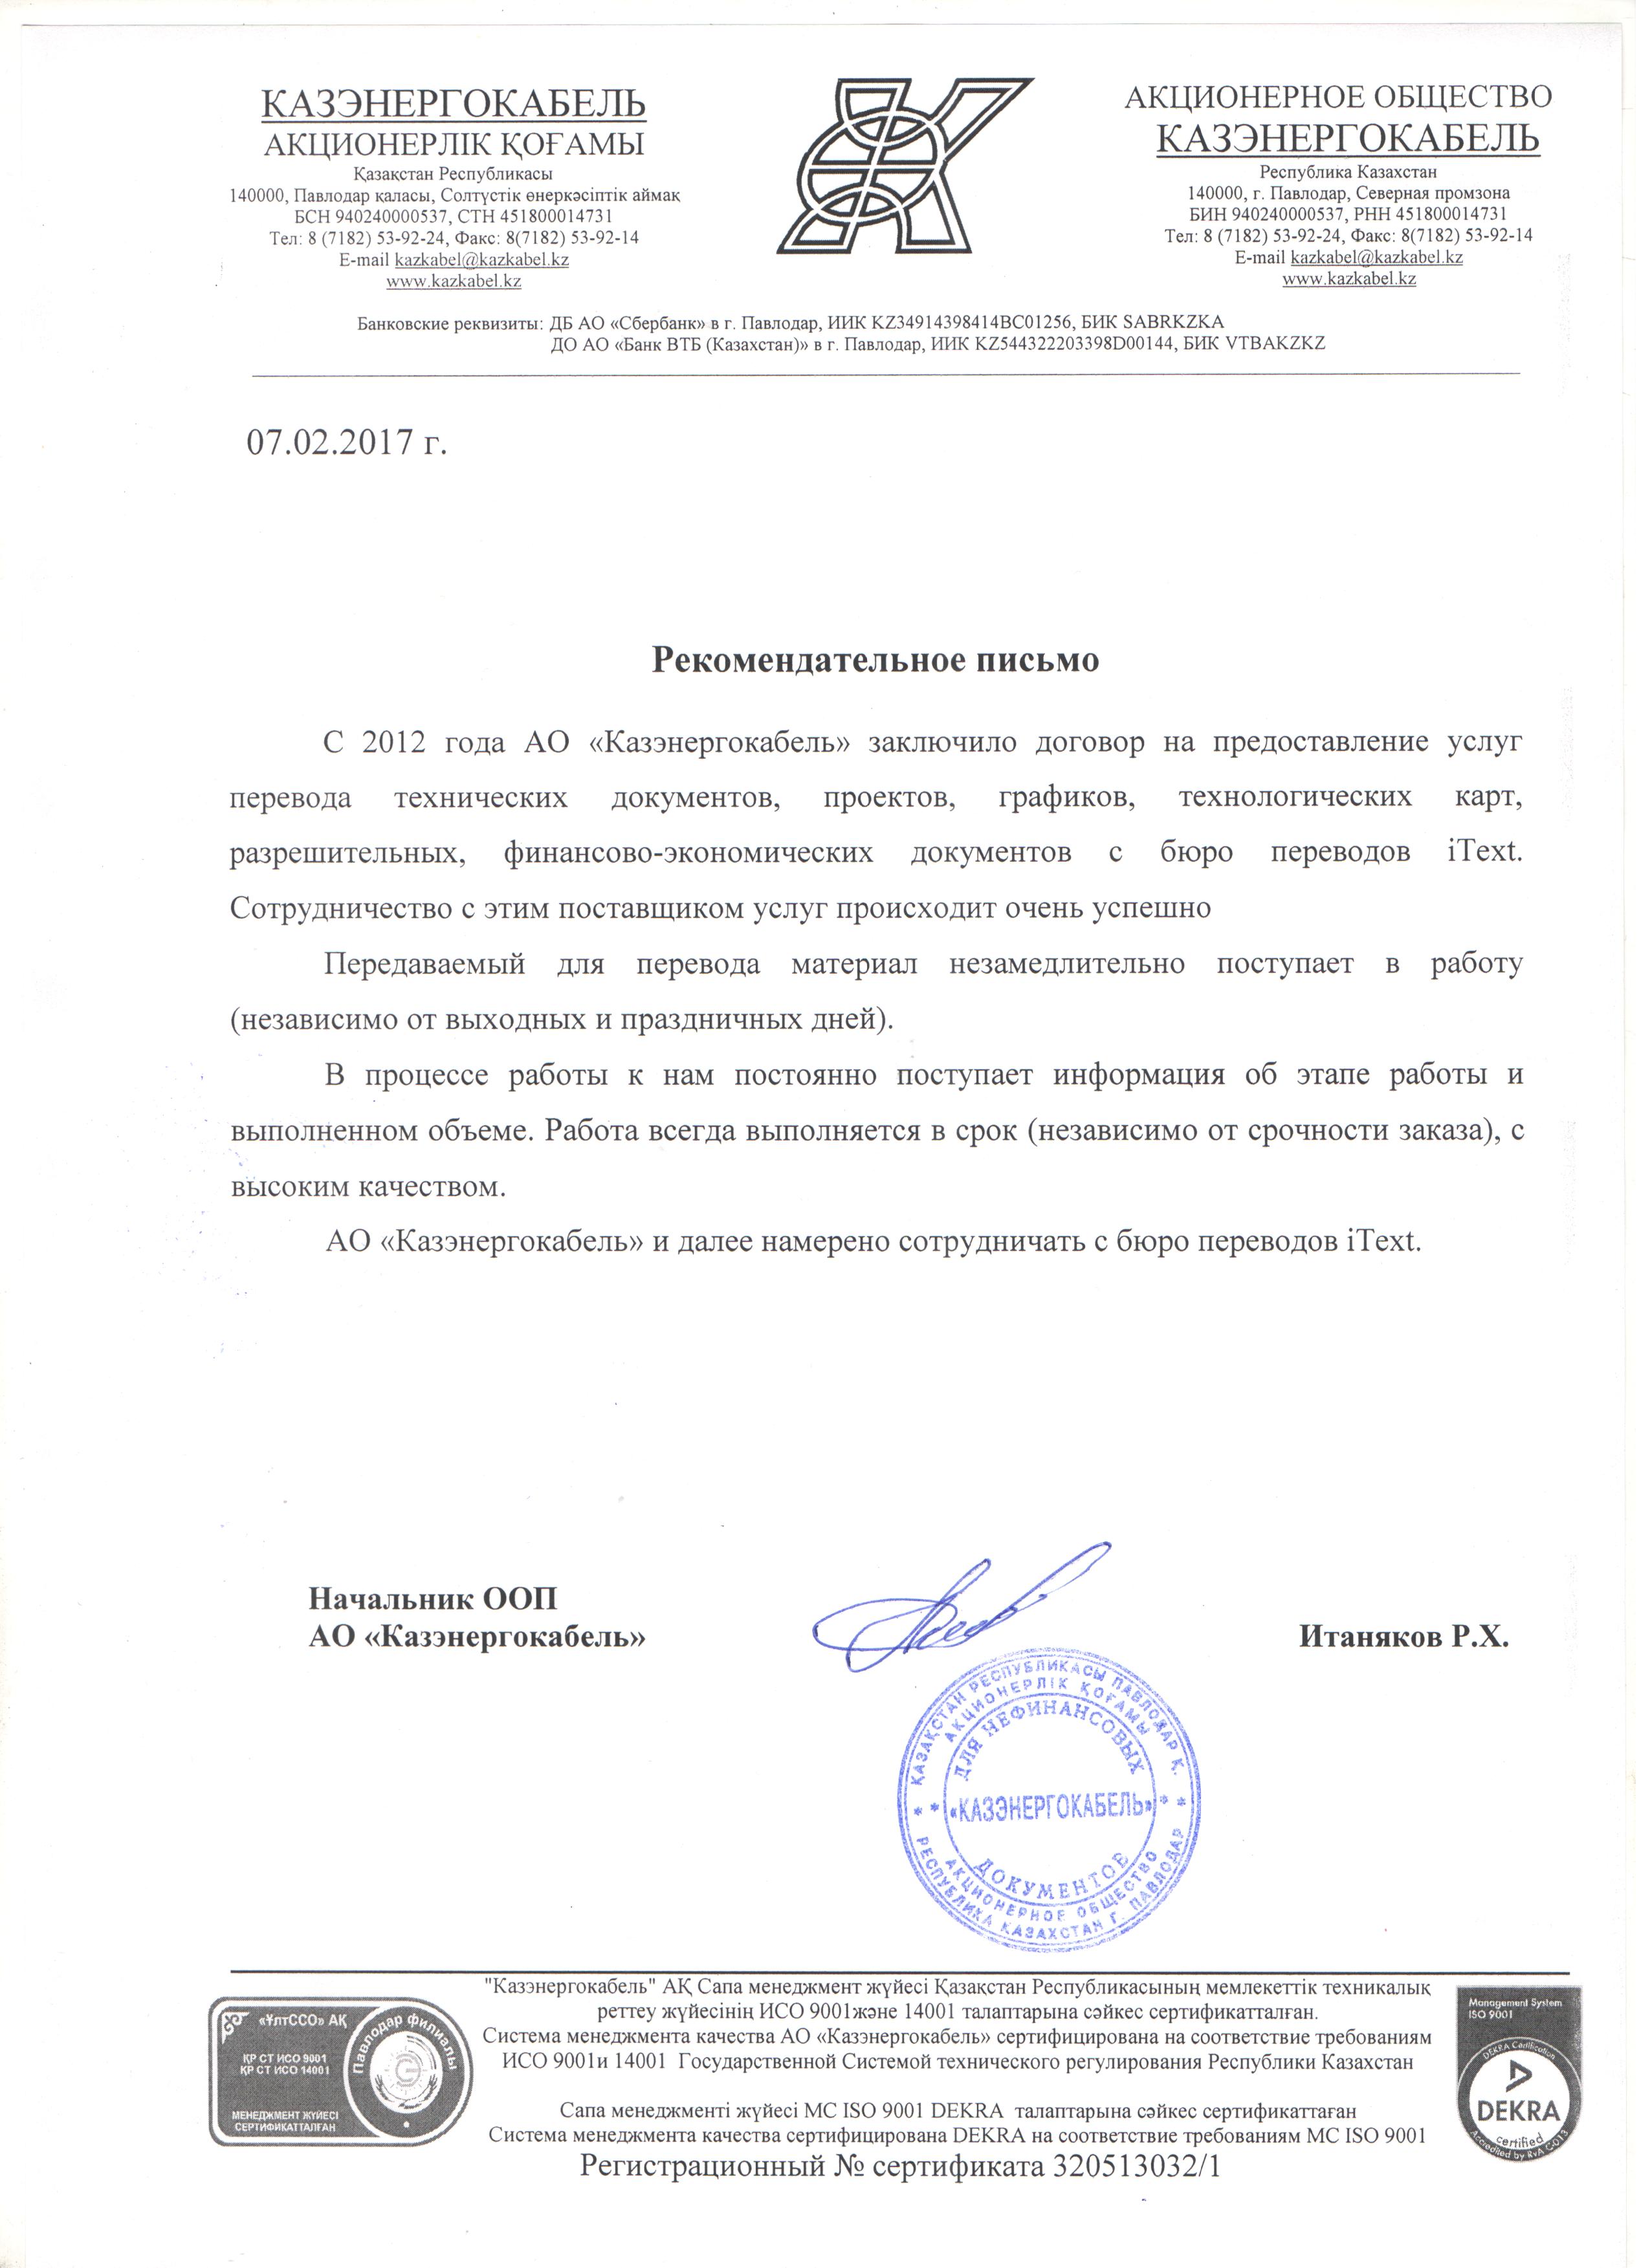 КАЗЭНЕРГОКАБЕЛЬ
АКЦИОНЕРЛІК ҚОҒАМЫ
Қазақстан Республикасы
140000, Павлодар қаласы, Солтүстік өнеркәсіптік аймақ
БСН 940240000537, СТН 451800014731
Тел: 8 (7182) 53-92-24, Факс: 8(7182) 53-92-14
E-mail kazkabel@kazkabel.kz
www.kazkabel.kz
АКЦИОНЕРНОЕ ОБЩЕСТВО
КАЗЭНЕРГОКАБЕЛЬ
Республика Казахстан
140000, г. Павлодар, Северная промзона
БИН 940240000537, РНН 451800014731
Тел: 8 (7182) 53-92-24, Факс: 8(7182) 53-92-14
E-mail kazkabel@kazkabel.kz
www.kazkabel.kz
Банковские реквизиты: ДБ АО «Сбербанк» в г. Павлодар, ИИК KZ34914398414BC01256, БИК SABRKZKA
ДО АО «Банк ВТБ (Казахстан)» в г. Павлодар, ИИК KZ544322203398D00144, БИК VTBAKZKZ
07.02.2017 г.
Рекомендательное письмо
С 2012 года АО «Казэнергокабель» заключило договор на предоставление услуг
перевода технических документов, проектов, графиков, технологических карт,
разрешительных, финансово-экономических документов с бюро переводов iText.
Сотрудничество с этим поставщиком услуг происходит очень успешно
Передаваемый для перевода материал незамедлительно поступает в работу
(независимо от выходных и праздничных дней).
В процессе работы к нам постоянно поступает информация об этапе работы и
выполненном объеме. Работа всегда выполняется в срок (независимо от срочности заказа), с
высоким качеством.
АО «Казэнергокабель» и далее намерено сотрудничать с бюро переводов iText.
Начальник ООП
АО «Казэнергокабель»
Итаняков Р.Х.
ҚАЗАҚСТАН РЕСПУБЛИКАСЫ ПАВЛОДАР Қ.
АКЦИОНЕРЛІК ҚОҒАМЫ
ДЛЯ НЕФИНАНСОВЫХ
«КАЗЭНЕРГОКАБЕЛЬ»
ДОКУМЕНТОВ
АКЦИОНЕРНОЕ ОБЩЕСТВО
РЕСПУБЛИКА КАЗАХСТАН Г. ПАВЛОДАР
"Казэнергокабель" АҚ Сапа менеджмент жүйесі Қазақстан Республикасының мемлекеттік техникалық
реттеу жүйесінің ИСО 9001және 14001 талаптарына сәйкес сертификатталған.
Система менеджмента качества АО «Казэнергокабель» сертифицирована на соответствие требованиям
ИСО 9001и 14001 Государственной Системой технического регулирования Республики Казахстан
Сапа менеджменті жүйесі МС ISO 9001 DEKRA талаптарына сәйкес сертификаттаған
Система менеджмента качества сертифицирована DEKRA на соответствие требованиям МС ISO 9001
Регистрационный № сертификата 320513032/1
«ҰлтССО» АҚ
ҚР СТ ИСО 9001
ҚР СТ ИСО 14001
МЕНЕДЖМЕНТ ЖҮЙЕСІ
СЕРТИФИКАТТАЛҒАН
Павлодар филиалы
Management System
ISO 9001
DEKRA Certification
DEKRA
certified
Accredited by RvA C-013